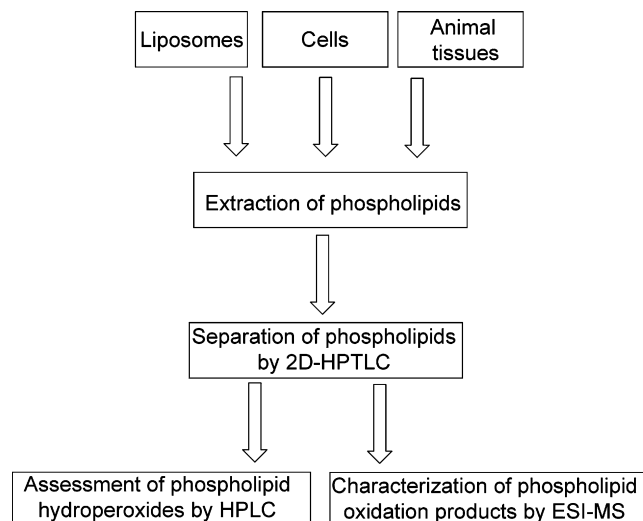 Liposomes
Cells
Animal
tissues
Extraction of phospholipids
Separation of phospholipids
by 2D-HPTLC
Assessment of phospholipid
hydroperoxides by HPLC
Characterization of phospholipid
oxidation products by ESI-MS